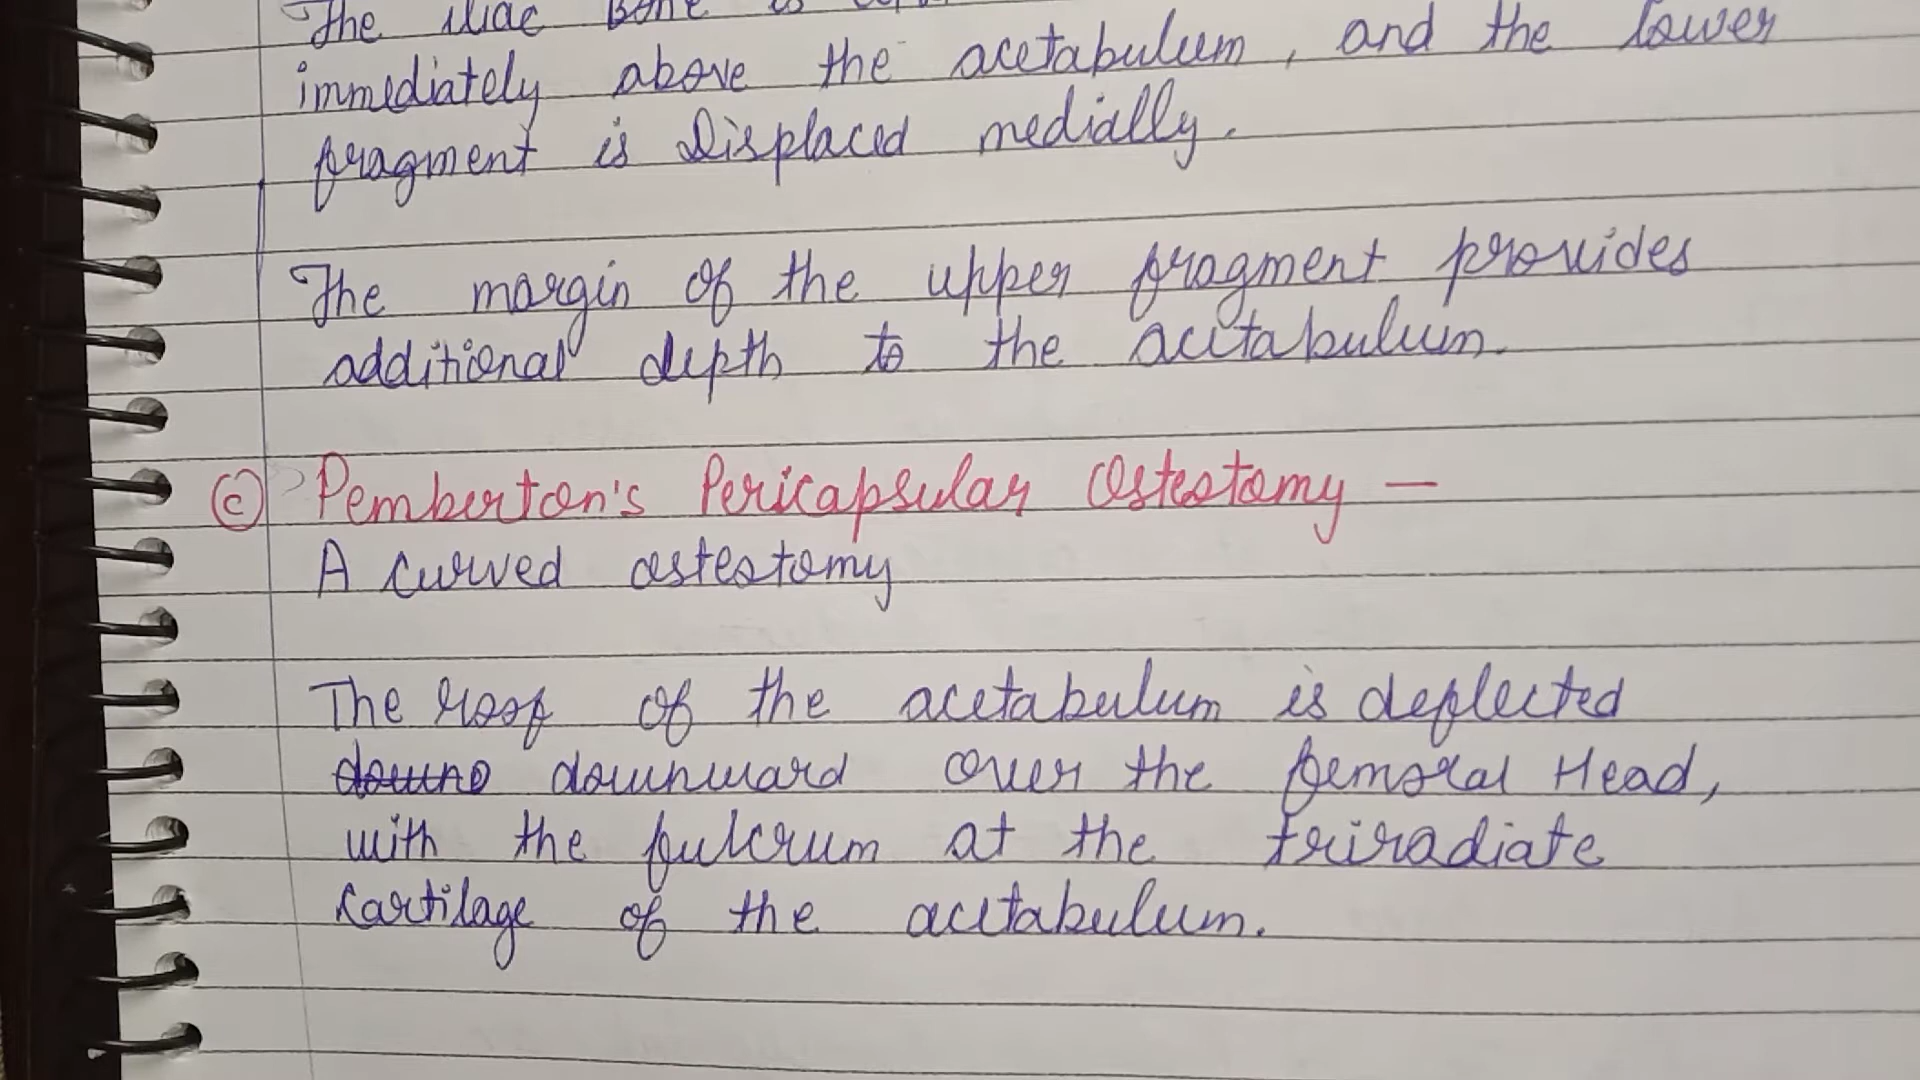 The iliac Bone is
immediately above the acetabulum, and the lower
fragment is Displaced medially.
The margin of the upper fragment provides
additional depth to the acetabulum.
(C) Pemberton's Pericapsular Osteotomy –
A curved osteotomy
The roof of the acetabulum is deflected
downward over the femoral Head,
with the fulcrum at the triradiate
cartilage of the acetabulum.